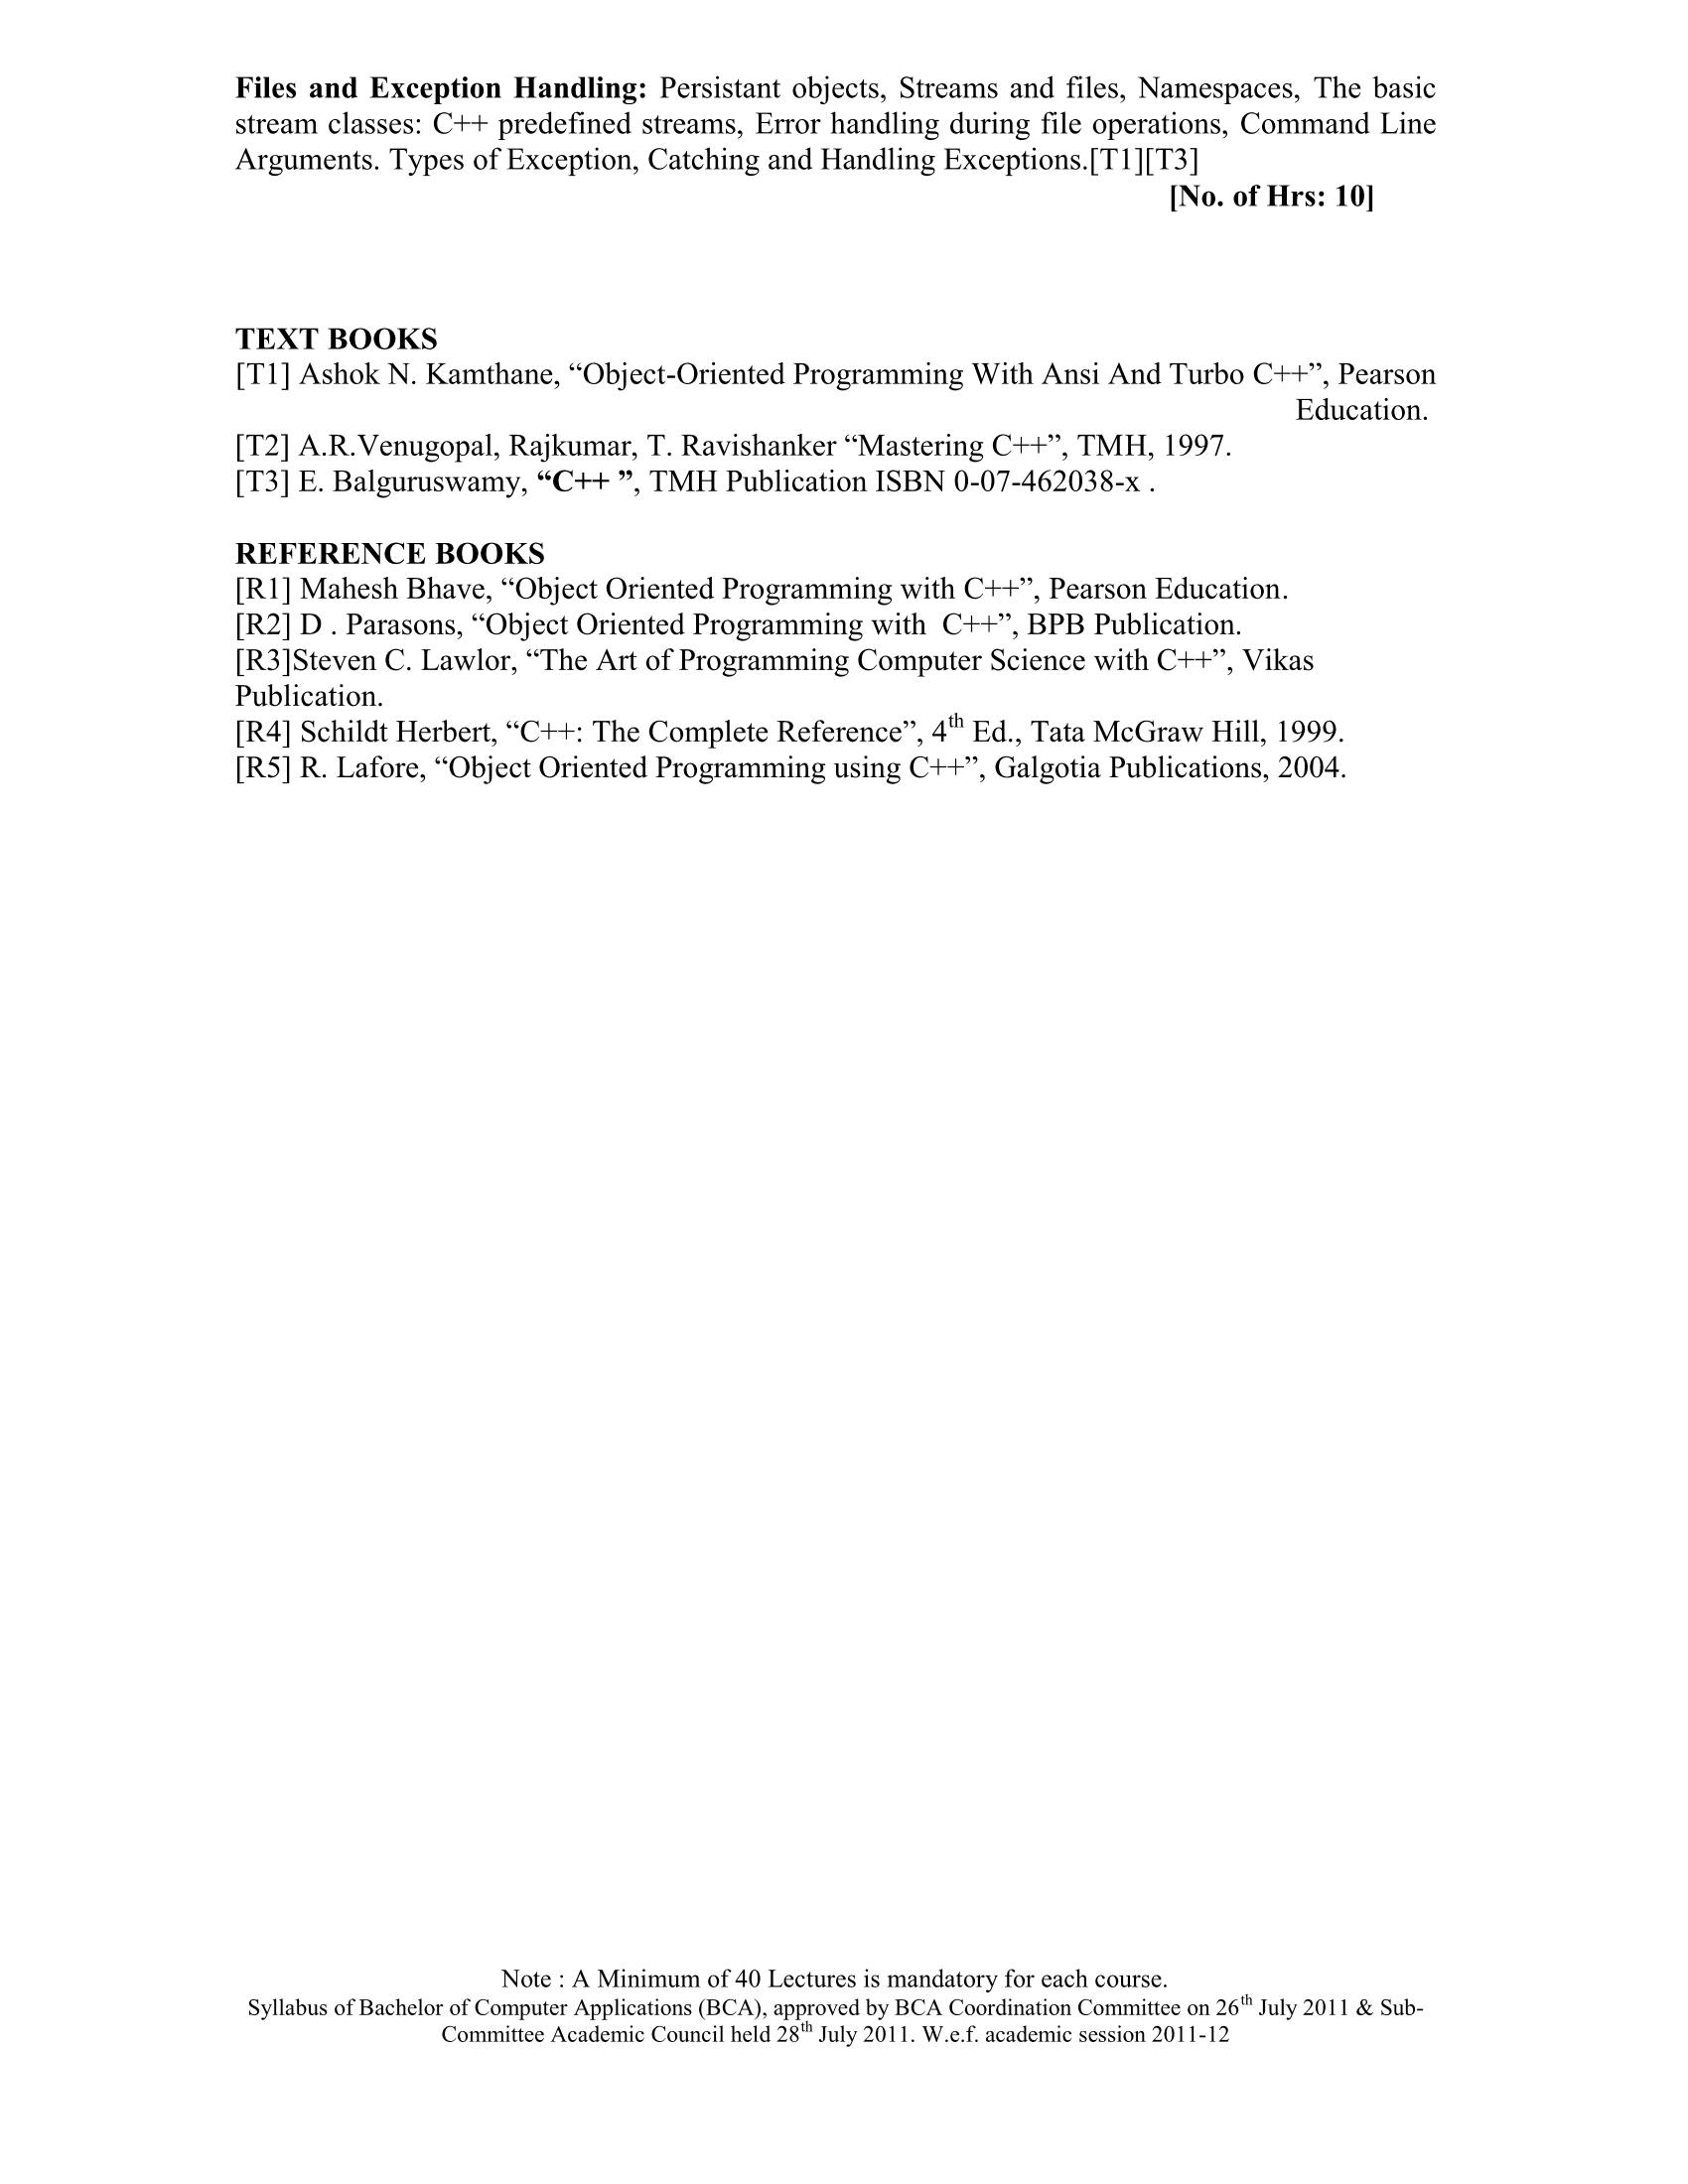 Files and Exception Handling: Persistant objects, Streams and files, Namespaces, The basic
stream classes: C++ predefined streams, Error handling during file operations, Command Line
Arguments. Types of Exception, Catching and Handling Exceptions.[T1][T3]
[No. of Hrs: 10]
TEXT BOOKS
[T1] Ashok N. Kamthane, “Object-Oriented Programming With Ansi And Turbo C++”, Pearson
Education.
[T2] A.R.Venugopal, Rajkumar, T. Ravishanker “Mastering C++”, TMH, 1997.
[T3] E. Balguruswamy, “C++ ”, TMH Publication ISBN 0-07-462038-x .
REFERENCE BOOKS
[R1] Mahesh Bhave, “Object Oriented Programming with C++”, Pearson Education.
[R2] D . Parasons, “Object Oriented Programming with  C++”, BPB Publication.
[R3]Steven C. Lawlor, “The Art of Programming Computer Science with C++”, Vikas
Publication.
[R4] Schildt Herbert, “C++: The Complete Reference”, 4th Ed., Tata McGraw Hill, 1999.
[R5] R. Lafore, “Object Oriented Programming using C++”, Galgotia Publications, 2004.
Note : A Minimum of 40 Lectures is mandatory for each course.
Syllabus of Bachelor of Computer Applications (BCA), approved by BCA Coordination Committee on 26th July 2011 & Sub-
Committee Academic Council held 28th July 2011. W.e.f. academic session 2011-12